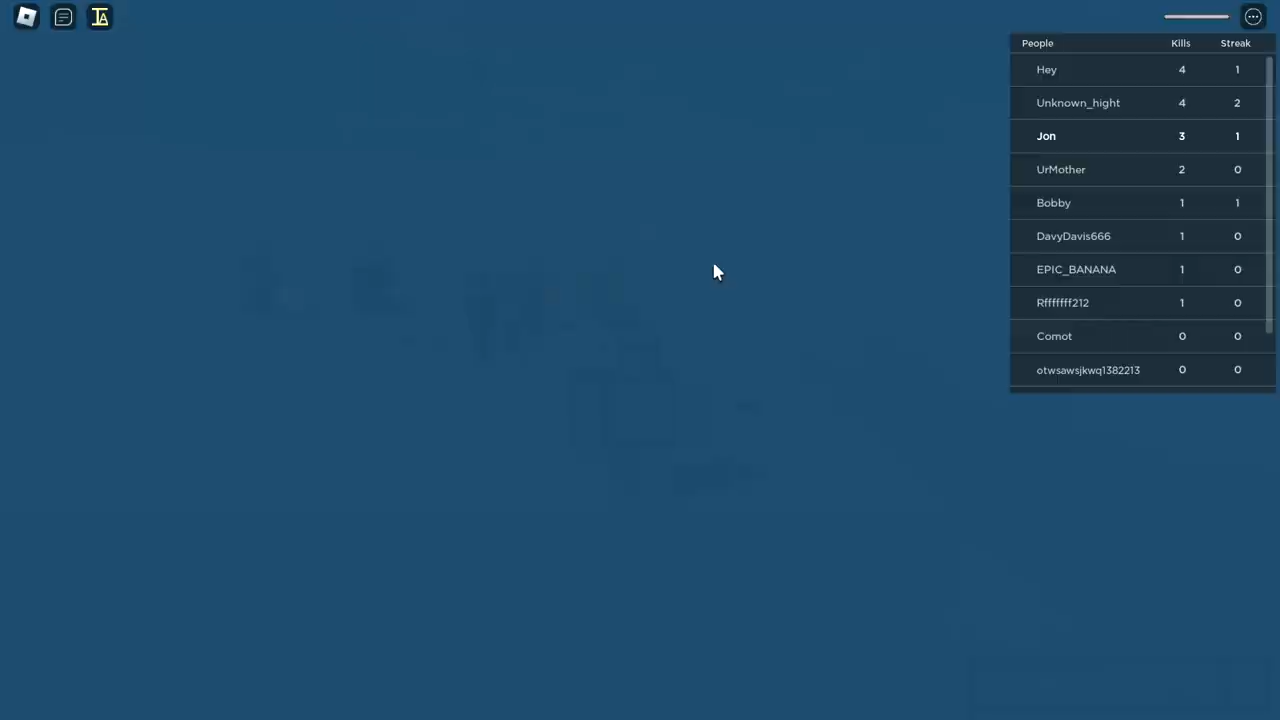 People Kills Streak
Hey 4 1
Unknown_hight 4 2
Jon 3 1
UrMother 2 0
Bobby 1 1
DavyDavis666 1 0
EPIC_BANANA 1 0
Rfffffff212 1 0
Comot 0 0
otwsawsjkwq1382213 0 0